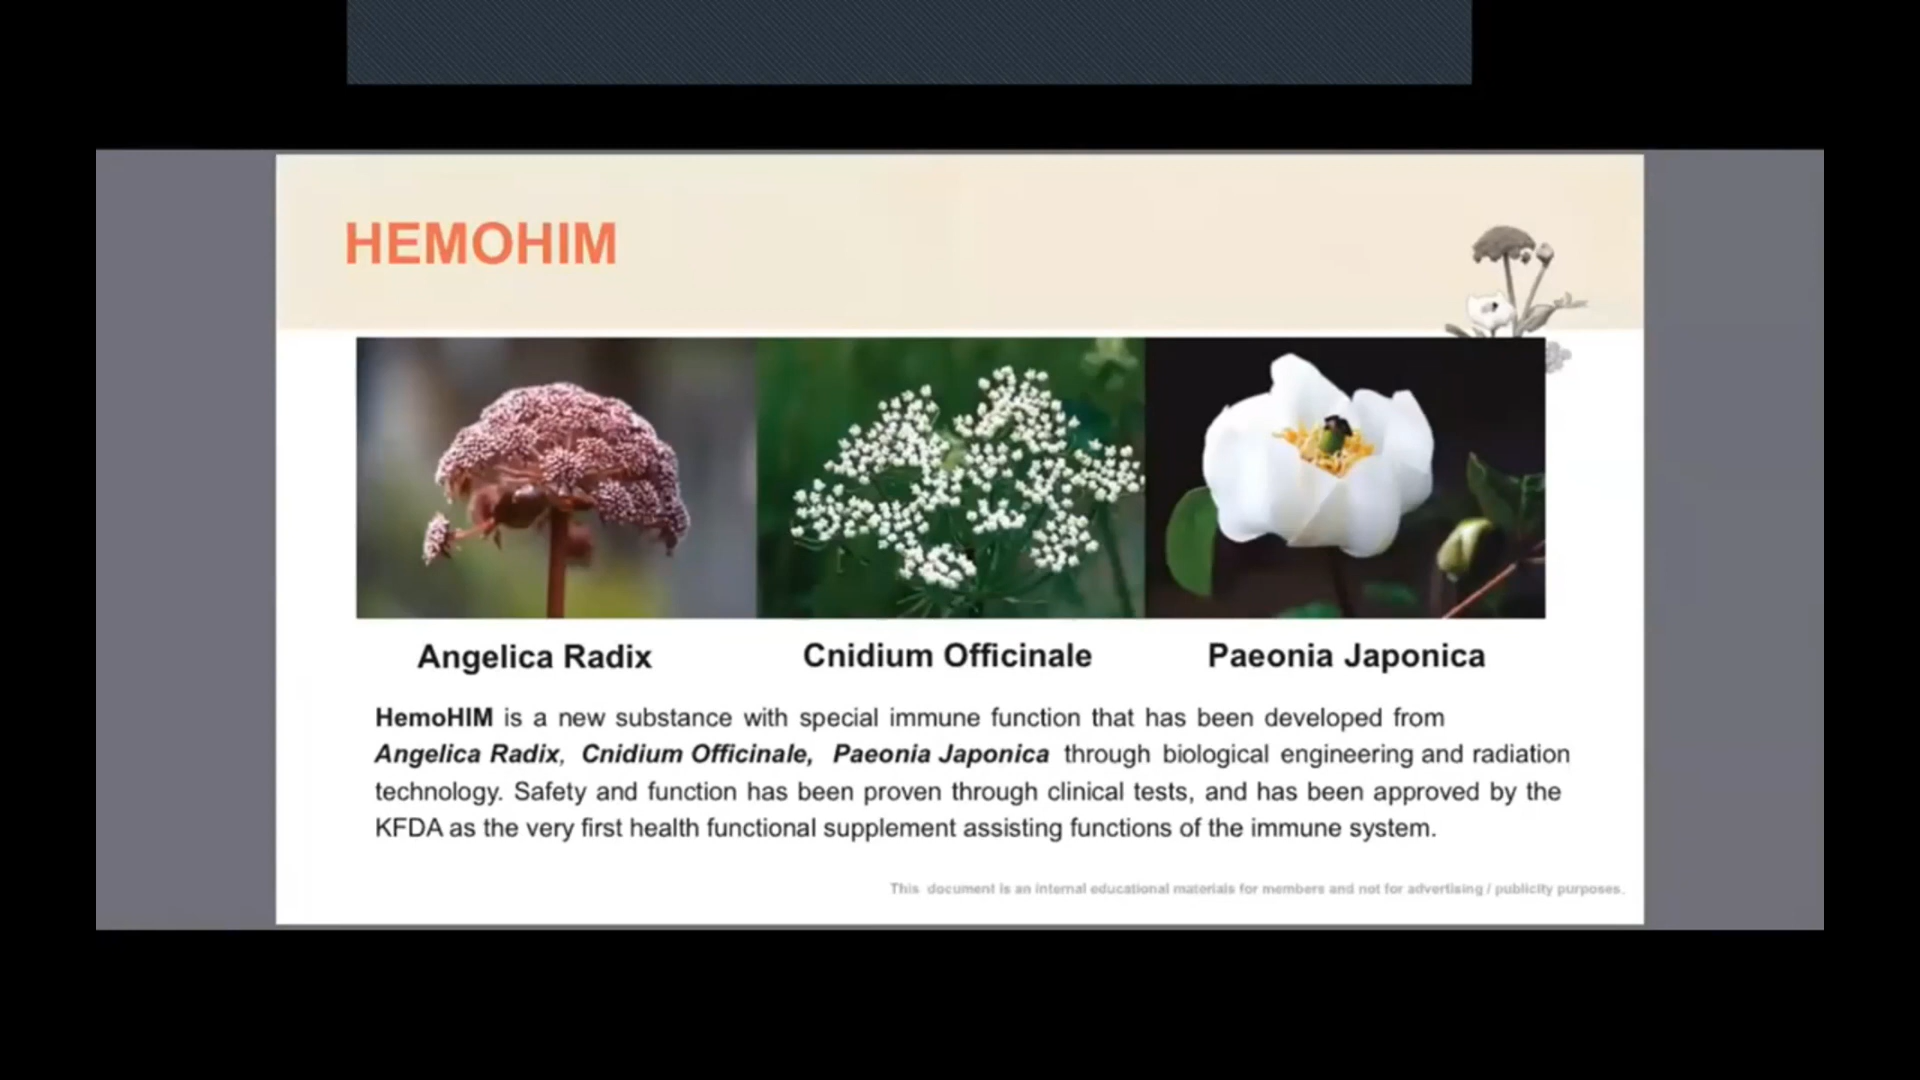 HEMOHIM
Angelica Radix
Cnidium Officinale
Paeonia Japonica
HemoHIM is a new substance with special immune function that has been developed from
Angelica Radix, Cnidium Officinale, Paeonia Japonica through biological engineering and radiation
technology. Safety and function has been proven through clinical tests, and has been approved by the
KFDA as the very first health functional supplement assisting functions of the immune system.
This document is an internal educational materials for members and not for advertising / publicity purposes.